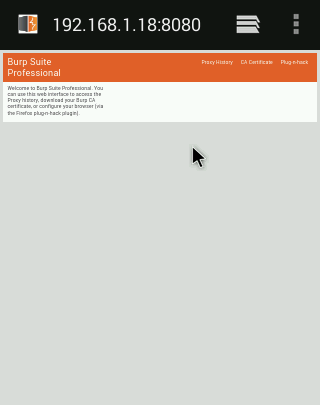 192.168.1.18:8080
Burp Suite
Professional
Proxy History CA Certificate Plug-n-hack
Welcome to Burp Suite Professional. You
can use this web interface to access the
Proxy history, download your Burp CA
certificate, or configure your browser (via
the Firefox plug-n-hack plugin).